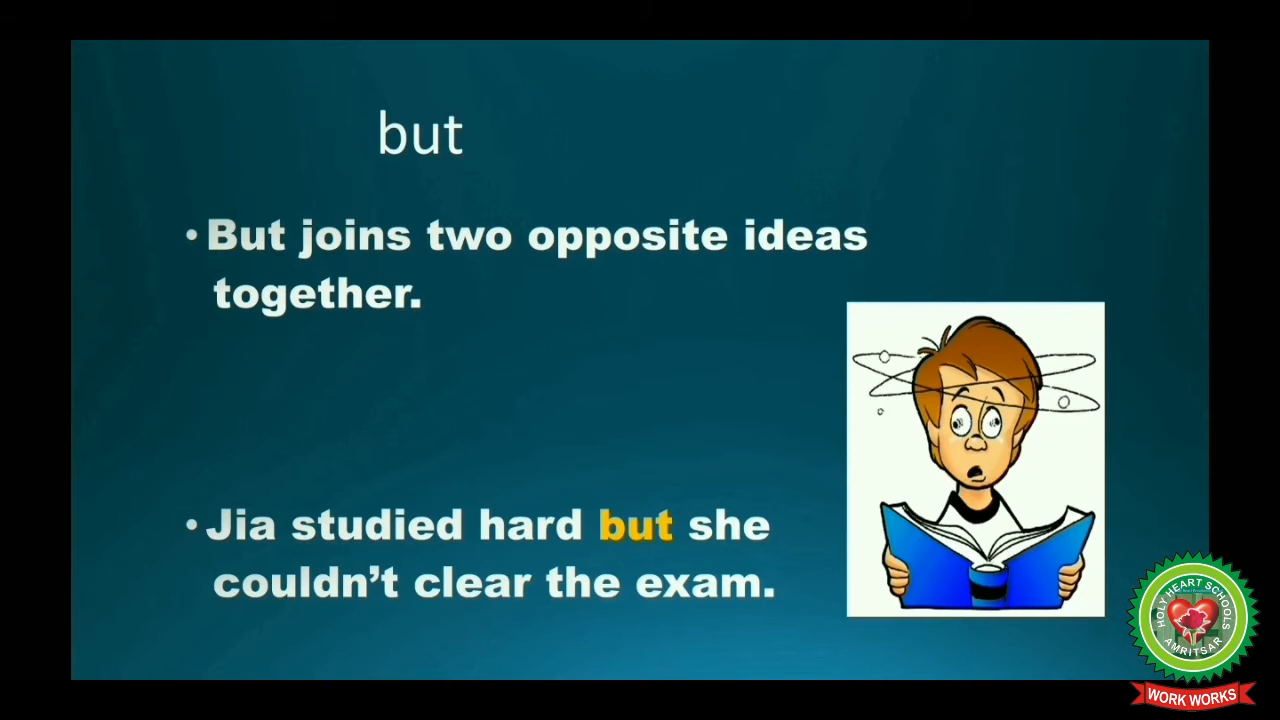 but
• But joins two opposite ideas
together.
• Jia studied hard but she
couldn't clear the exam.
HOLY HEART SCHOOLS
AMRITSAR
WORK WORKS